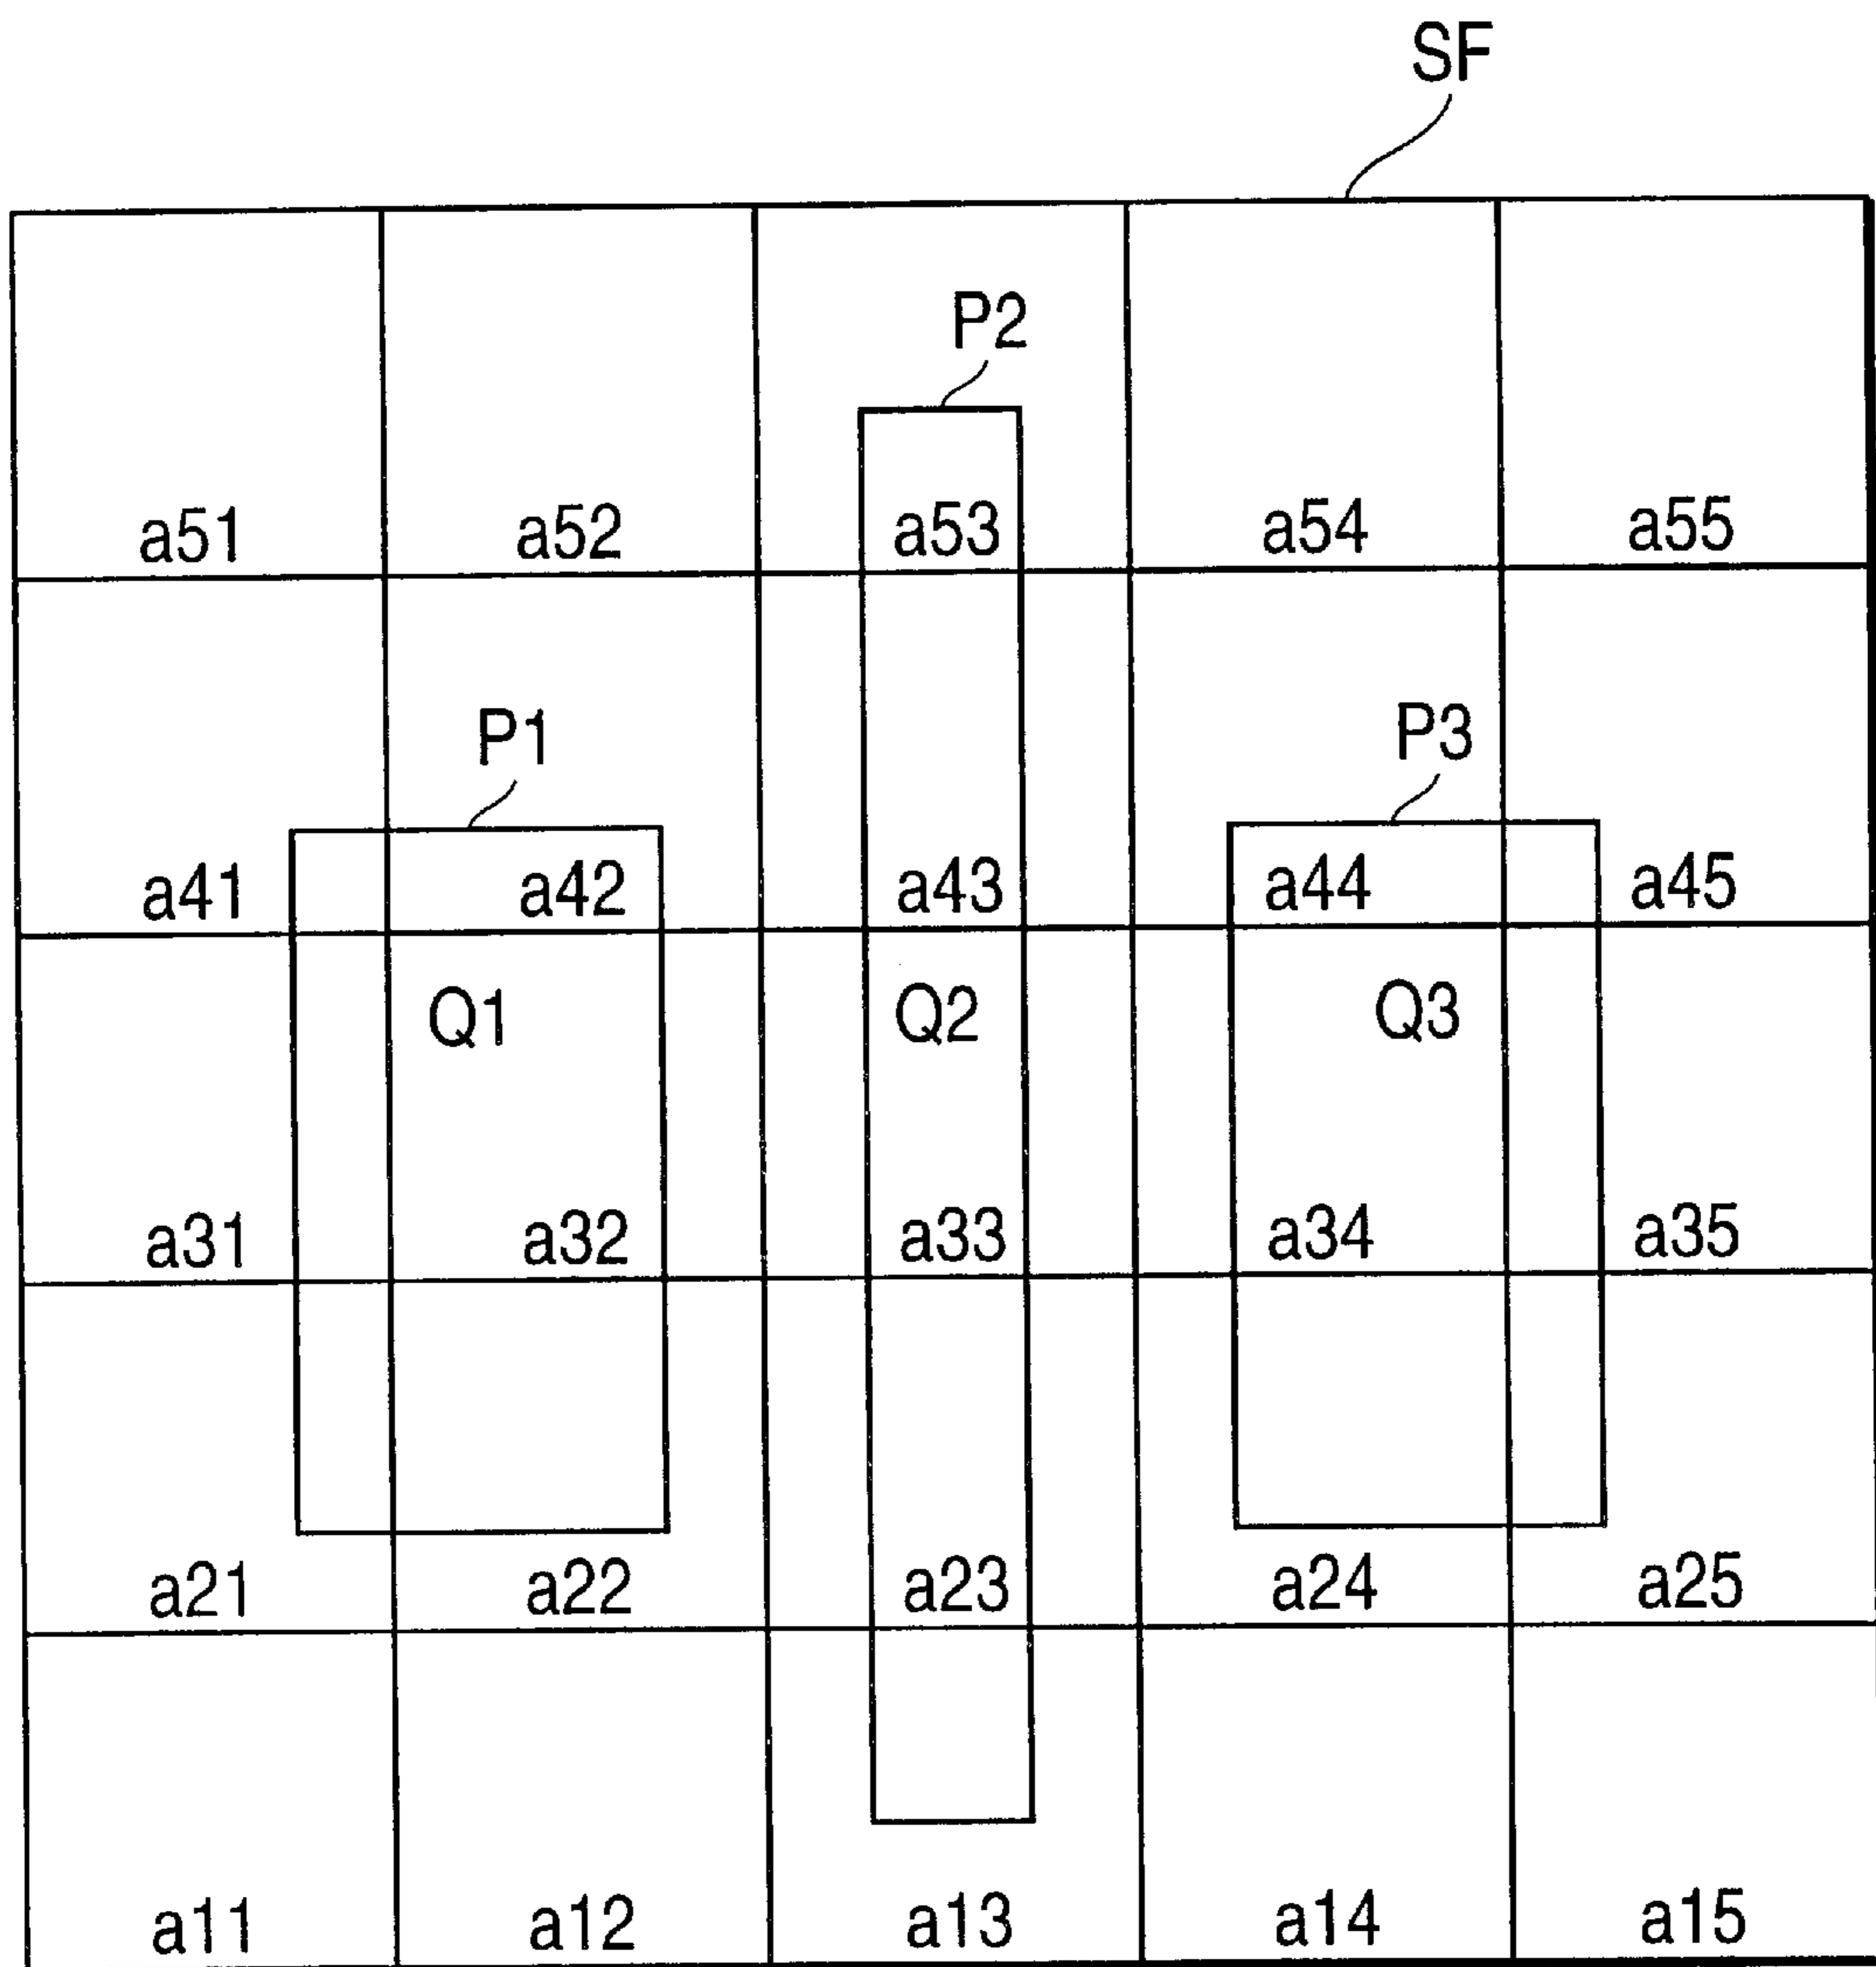 SF
P2
a51 a52 a53 a54 a55
P1 P3
a41 a42 a43 a44 a45
Q1 Q2 Q3
a31 a32 a33 a34 a35
a21 a22 a23 a24 a25
a11 a12 a13 a14 a15